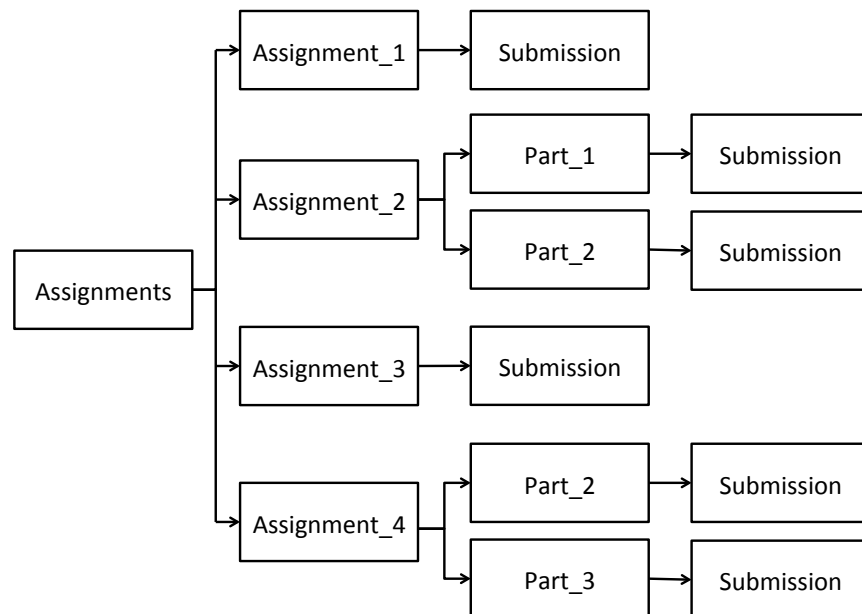 Assignment_1
Submission
Part_1
Submission
Assignment_2
Part_2
Submission
Assignments
Assignment_3
Submission
Part_2
Submission
Assignment_4
Part_3
Submission